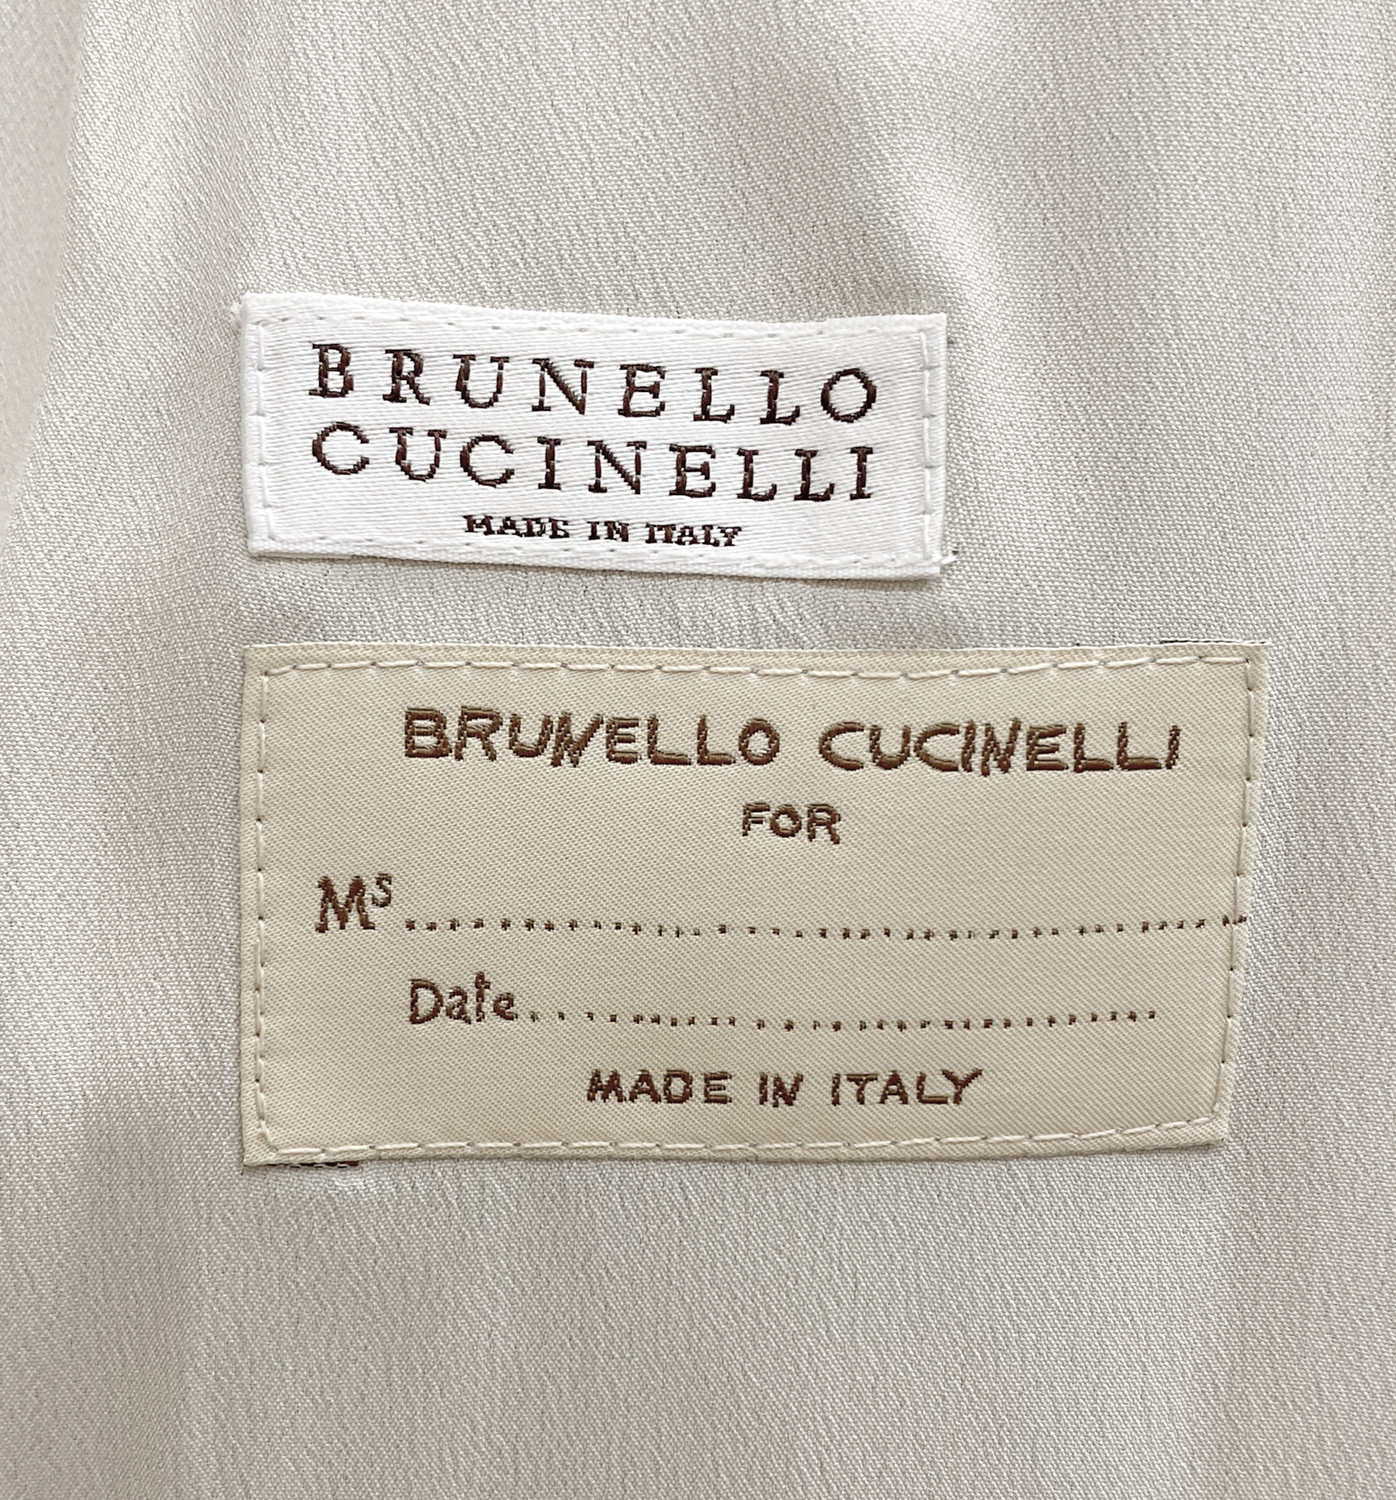 BRUNELLO
CUCINELLI
MADE IN ITALY
BRUNELLO CUCINELLI
FOR
Ms........................................
Date..............................
MADE IN ITALY